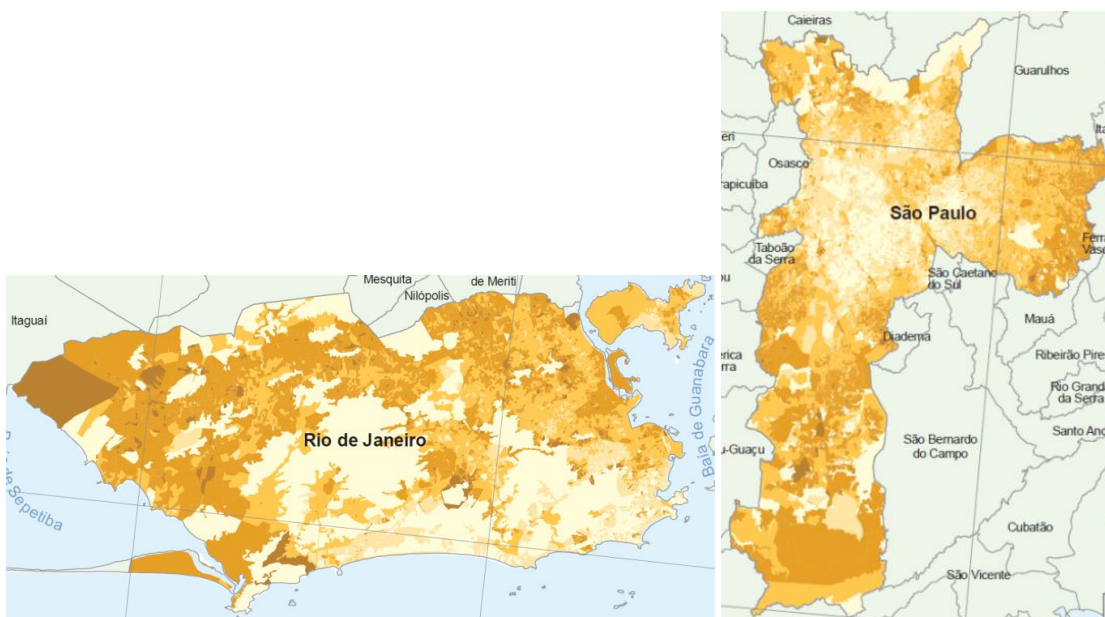 Mesquita
de Meriti
Nilópolis
Itaguaí
Rio de Janeiro
Baía de Guanabara
de Sepetiba
Caieiras
Guarulhos
Osasco
São Paulo
Taboão
da Serra
São Caetano
do Sul
Diadema
Mauá
Ribeirão Pire
Rio Grand
da Serra
São Bernardo
do Campo
Santo An
Cubatão
São Vicente